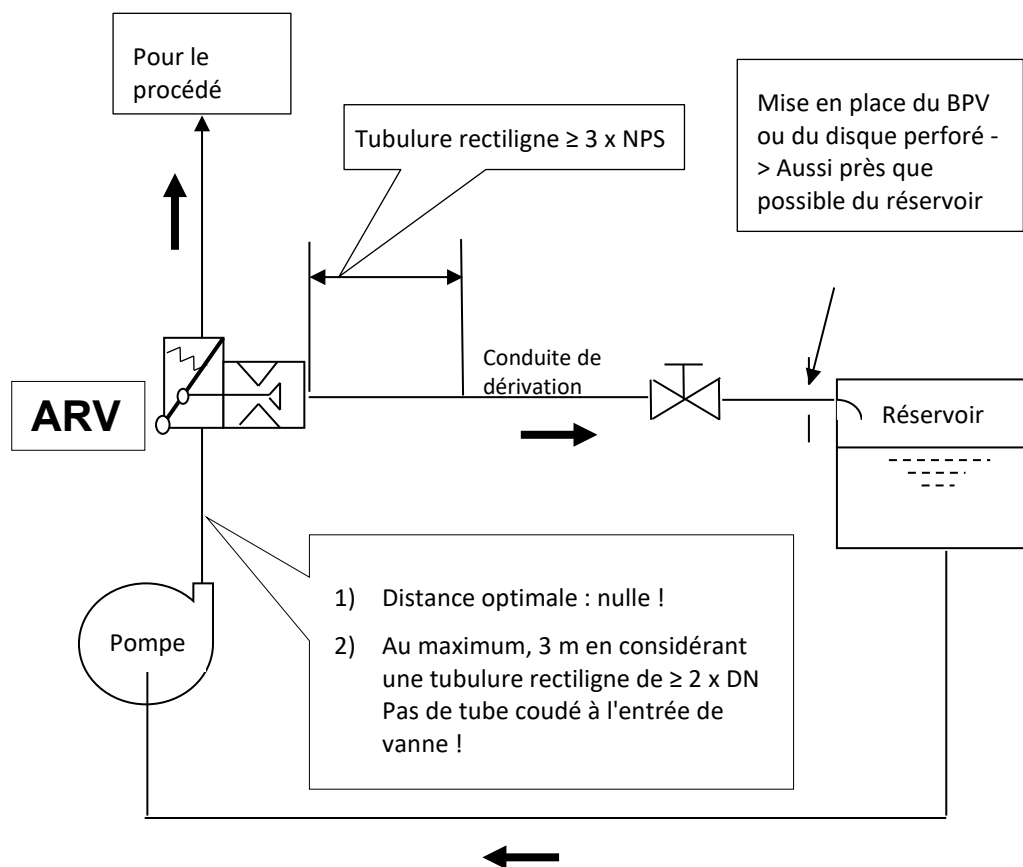 Pour le
procédé
Tubulure rectiligne ≥ 3 x NPS
Mise en place du BPV
ou du disque perforé -
> Aussi près que
possible du réservoir
Conduite de
dérivation
ARV
Réservoir
1) Distance optimale : nulle !
2) Au maximum, 3 m en considérant
une tubulure rectiligne de ≥ 2 x DN
Pas de tube coudé à l'entrée de
vanne !
Pompe